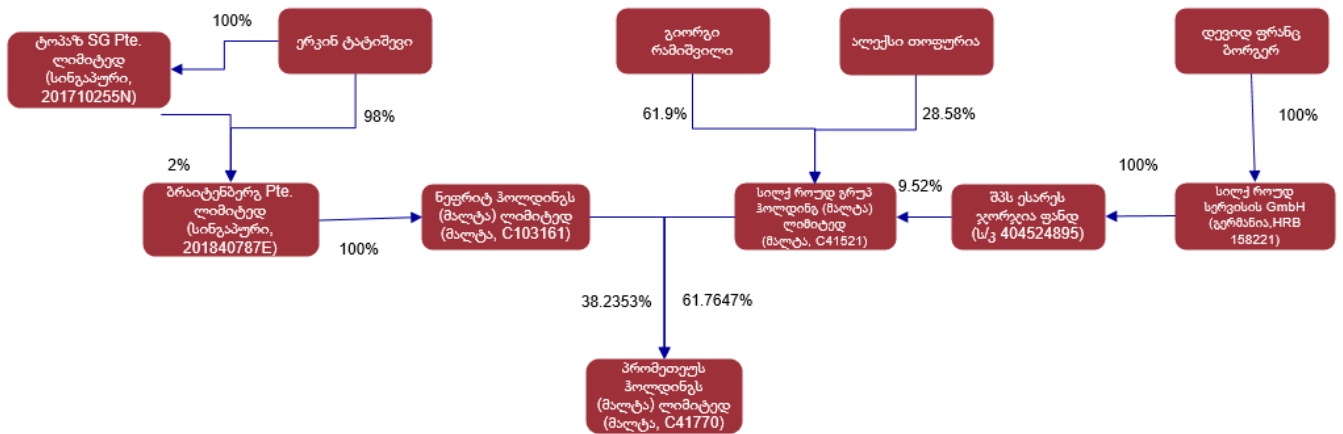 100%
ტოპაზ SG Pte.
ლიმიტედ
(სინგაპური,
201710255N)
ერკინ ტატიშევი
გიორგი
რამიშვილი
ალექსი თოფურია
დევიდ ფრანც
ბორგერ
98%
2%
61.9%
28.58%
100%
ბრაიტენბერგ Pte.
ლიმიტედ
(სინგაპური,
201840787E)
100%
ნეფრიტ ჰოლდინგს
(მალტა) ლიმიტედ
(მალტა, C103161)
სილქ როუდ გრუპ
ჰოლდინგ (მალტა)
ლიმიტედ
(მალტა, C41521)
9.52%
შპს ესარეს
ჯორჯია ფანდ
(ს/კ 404524895)
100%
სილქ როუდ
სერვისის GmbH
(გერმანია,HRB
158221)
38.2353%
61.7647%
პრომეთეუს
ჰოლდინგს
(მალტა) ლიმიტედ
(მალტა, C41770)